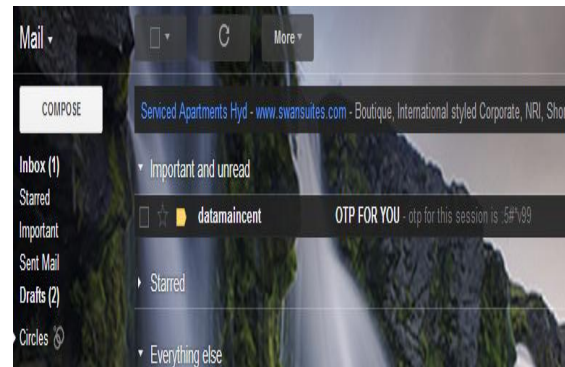 Mail
More
COMPOSE
Serviced Apartments Hyd - www.swansuites.com - Boutique, International styled Corporate, NRI, Shor
Inbox (1)
Starred
Important
Sent Mail
Drafts (2)
Circles
Important and unread
datamaincent OTP FOR YOU - otp for this session is :5#*v99
Starred
Everything else